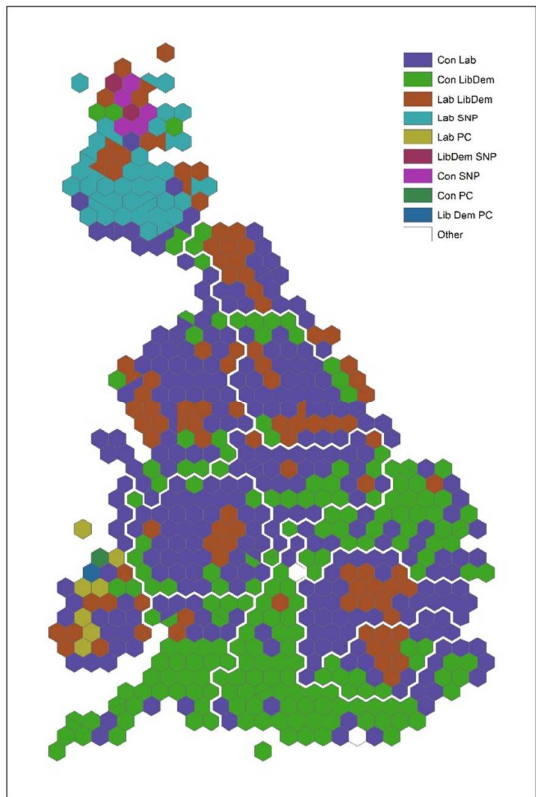 Con Lab
Con LibDem
Lab LibDem
Lab SNP
Lab PC
LibDem SNP
Con SNP
Con PC
Lib Dem PC
Other